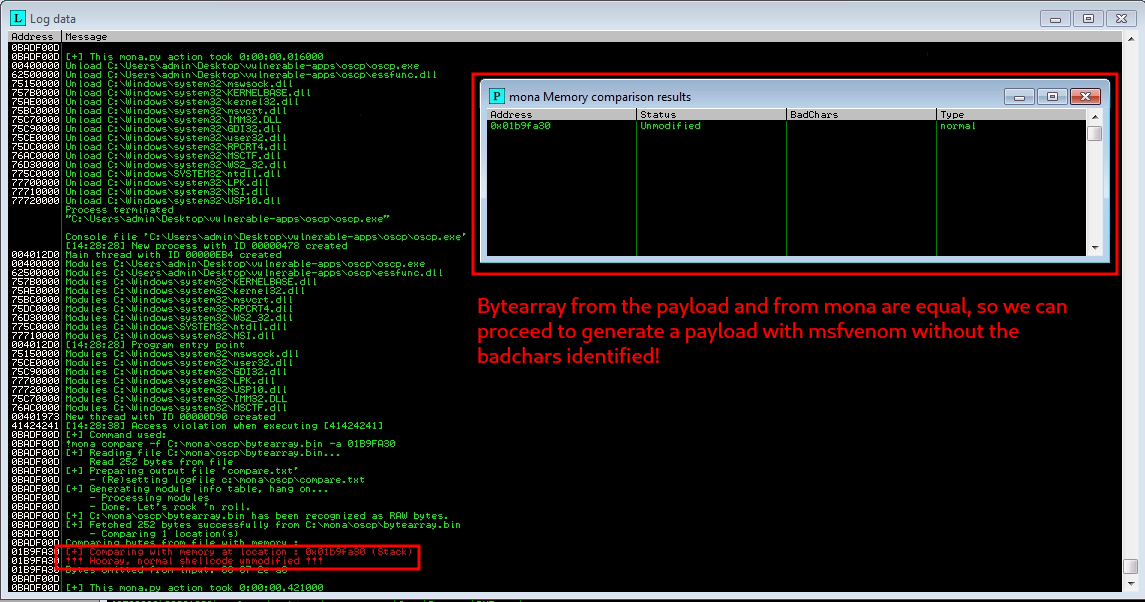 Log data
Address Message
0BADF00D
0BADF00D [+] This mona.py action took 0:00:00.016000
00400000 Unload C:\Users\admin\Desktop\vulnerable-apps\oscp\oscp.exe
62500000 Unload C:\Users\admin\Desktop\vulnerable-apps\oscp\essfunc.dll
75150000 Unload C:\Windows\system32\mswsock.dll
757B0000 Unload C:\Windows\system32\KERNELBASE.dll
75AE0000 Unload C:\Windows\system32\kernel32.dll
75BC0000 Unload C:\Windows\system32\msvcrt.dll
75C70000 Unload C:\Windows\system32\IMM32.DLL
75C90000 Unload C:\Windows\system32\GDI32.dll
75CE0000 Unload C:\Windows\system32\user32.dll
75DC0000 Unload C:\Windows\system32\RPCRT4.dll
76AC0000 Unload C:\Windows\system32\MSCTF.dll
76D30000 Unload C:\Windows\system32\WS2_32.dll
775C0000 Unload C:\Windows\SYSTEM32\ntdll.dll
77700000 Unload C:\Windows\system32\LPK.dll
77710000 Unload C:\Windows\system32\NSI.dll
77720000 Unload C:\Windows\system32\USP10.dll
Process terminated
"C:\Users\admin\Desktop\vulnerable-apps\oscp\oscp.exe"
Console file 'C:\Users\admin\Desktop\vulnerable-apps\oscp\oscp.exe'
[14:28:28] New process with ID 00000478 created
004012D0 Main thread with ID 00000EB4 created
00400000 Modules C:\Users\admin\Desktop\vulnerable-apps\oscp\oscp.exe
62500000 Modules C:\Users\admin\Desktop\vulnerable-apps\oscp\essfunc.dll
757B0000 Modules C:\Windows\system32\KERNELBASE.dll
75AE0000 Modules C:\Windows\system32\kernel32.dll
75BC0000 Modules C:\Windows\system32\msvcrt.dll
75DC0000 Modules C:\Windows\system32\RPCRT4.dll
76D30000 Modules C:\Windows\system32\WS2_32.dll
775C0000 Modules C:\Windows\SYSTEM32\ntdll.dll
77710000 Modules C:\Windows\system32\NSI.dll
004012D0 [14:28:28] Program entry point
75150000 Modules C:\Windows\system32\mswsock.dll
75CE0000 Modules C:\Windows\system32\user32.dll
75C90000 Modules C:\Windows\system32\GDI32.dll
77700000 Modules C:\Windows\system32\LPK.dll
77720000 Modules C:\Windows\system32\USP10.dll
75C70000 Modules C:\Windows\system32\IMM32.DLL
76AC0000 Modules C:\Windows\system32\MSCTF.dll
00401973 New thread with ID 00000D90 created
41424241 [14:28:38] Access violation when executing [41424241]
0BADF00D [+] Command used:
0BADF00D !mona compare -f C:\mona\oscp\bytearray.bin -a 01B9FA30
0BADF00D [+] Reading file C:\mona\oscp\bytearray.bin...
0BADF00D Read 252 bytes from file
0BADF00D [+] Preparing output file 'compare.txt'
0BADF00D - (Re)setting logfile c:\mona\oscp\compare.txt
0BADF00D [+] Generating module info table, hang on...
0BADF00D - Processing modules
0BADF00D - Done. Let's rock 'n roll.
0BADF00D [+] C:\mona\oscp\bytearray.bin has been recognized as RAW bytes.
0BADF00D [+] Fetched 252 bytes successfully from C:\mona\oscp\bytearray.bin
0BADF00D - Comparing 1 location(s)
0BADF00D Comparing bytes from file with memory :
01B9FA30 [+] Comparing with memory at location : 0x01b9fa30 (Stack)
01B9FA30 !!! Hooray, normal shellcode unmodified !!!
01B9FA30 Bytes omitted from input: 00 07 2e a0
0BADF00D
0BADF00D [+] This mona.py action took 0:00:00.421000
mona Memory comparison results
Address Status BadChars Type
0x01b9fa30 Unmodified normal
Bytearray from the payload and from mona are equal, so we can
proceed to generate a payload with msfvenom without the
badchars identified!